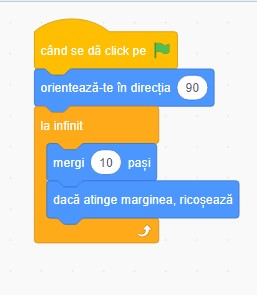 când se dă click pe
orientează-te în direcția 90
la infinit
mergi 10 pași
dacă atinge marginea, ricoșează